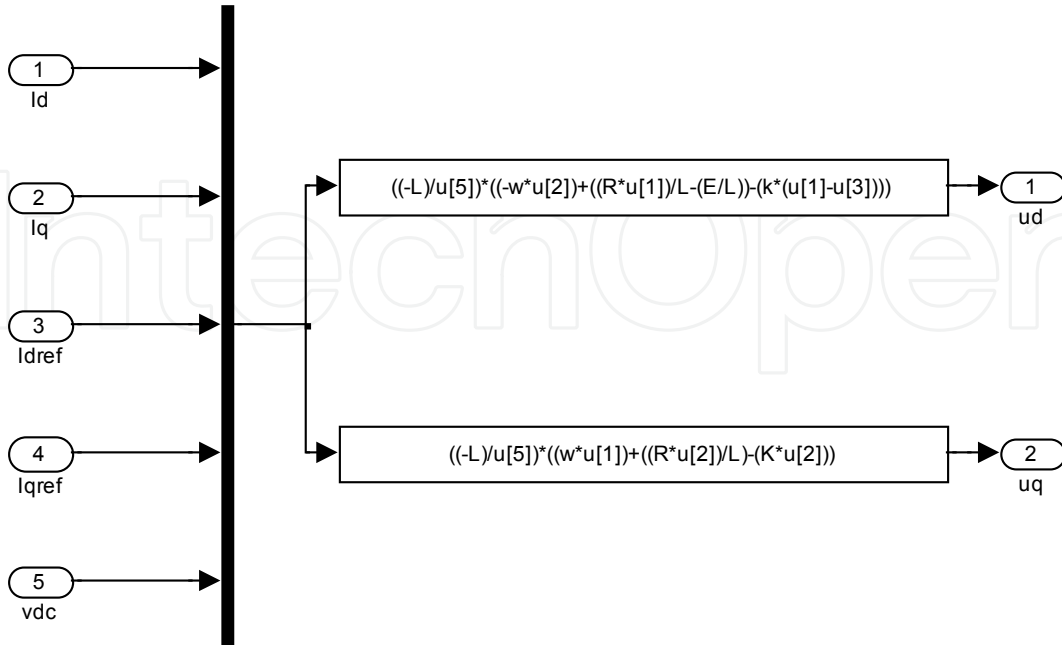 1
Id
2
Iq
3
Idref
4
Iqref
5
vdc
((-L)/u[5])*((-w*u[2])+((R*u[1])/L-(E/L))-(k*(u[1]-u[3])))
1
ud
((-L)/u[5])*((w*u[1])+((R*u[2])/L)-(K*u[2]))
2
uq
IntechOpen